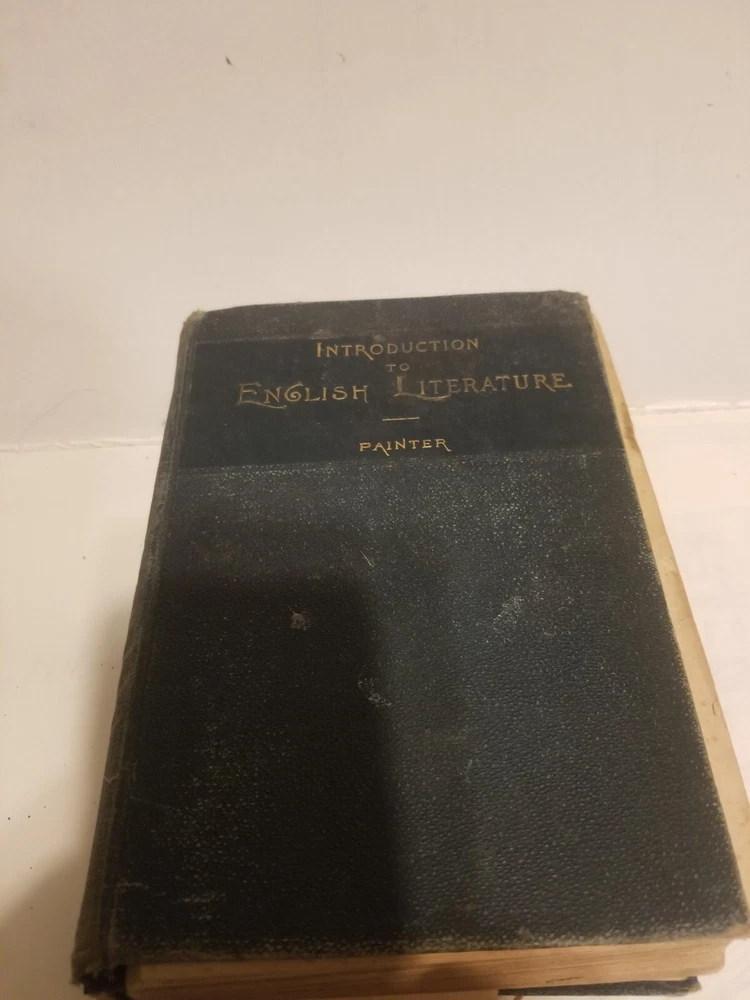 INTRODUCTION
TO
ENGLISH LITERATURE
PAINTER